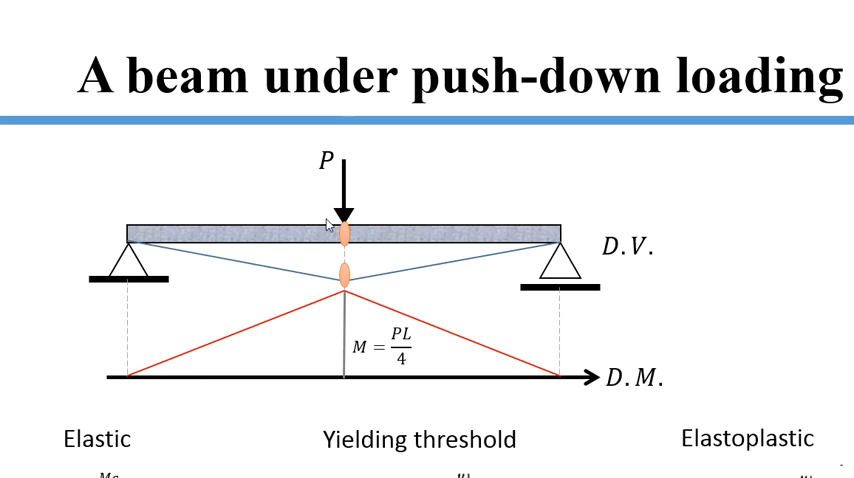 A beam under push-down loading
P
D.V.
M = PL/4
D.M.
Elastic Yielding threshold Elastoplastic